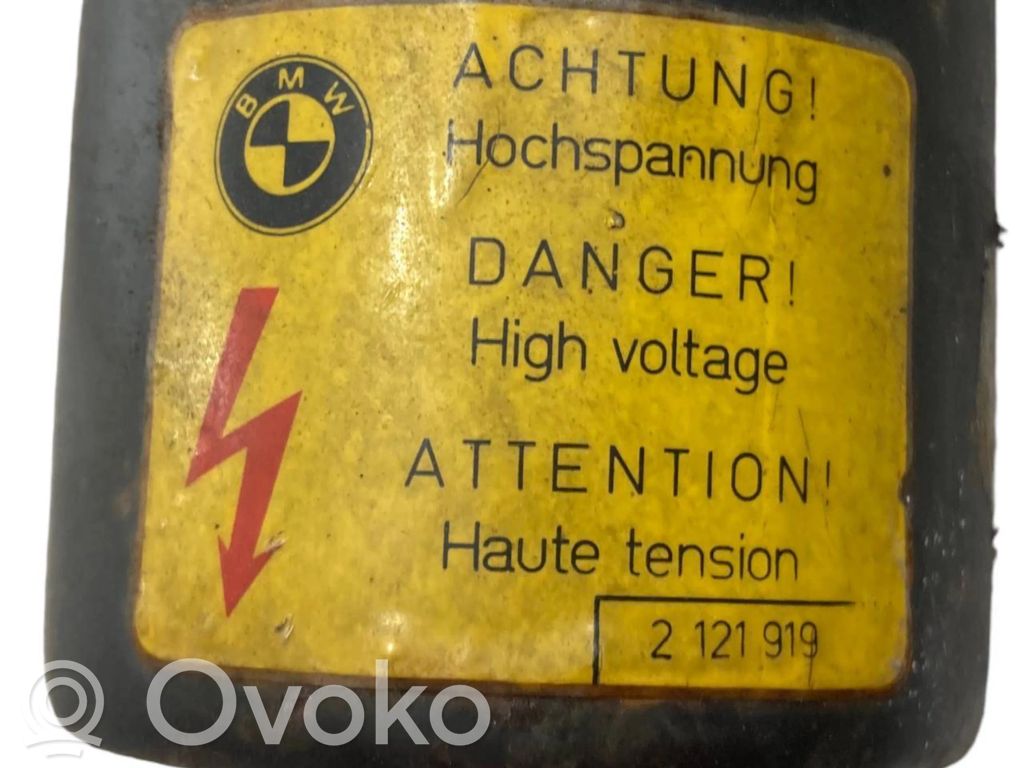 BMW
ACHTUNG!
Hochspannung
DANGER!
High voltage
ATTENTION!
Haute tension
2 121 919
Ovoko